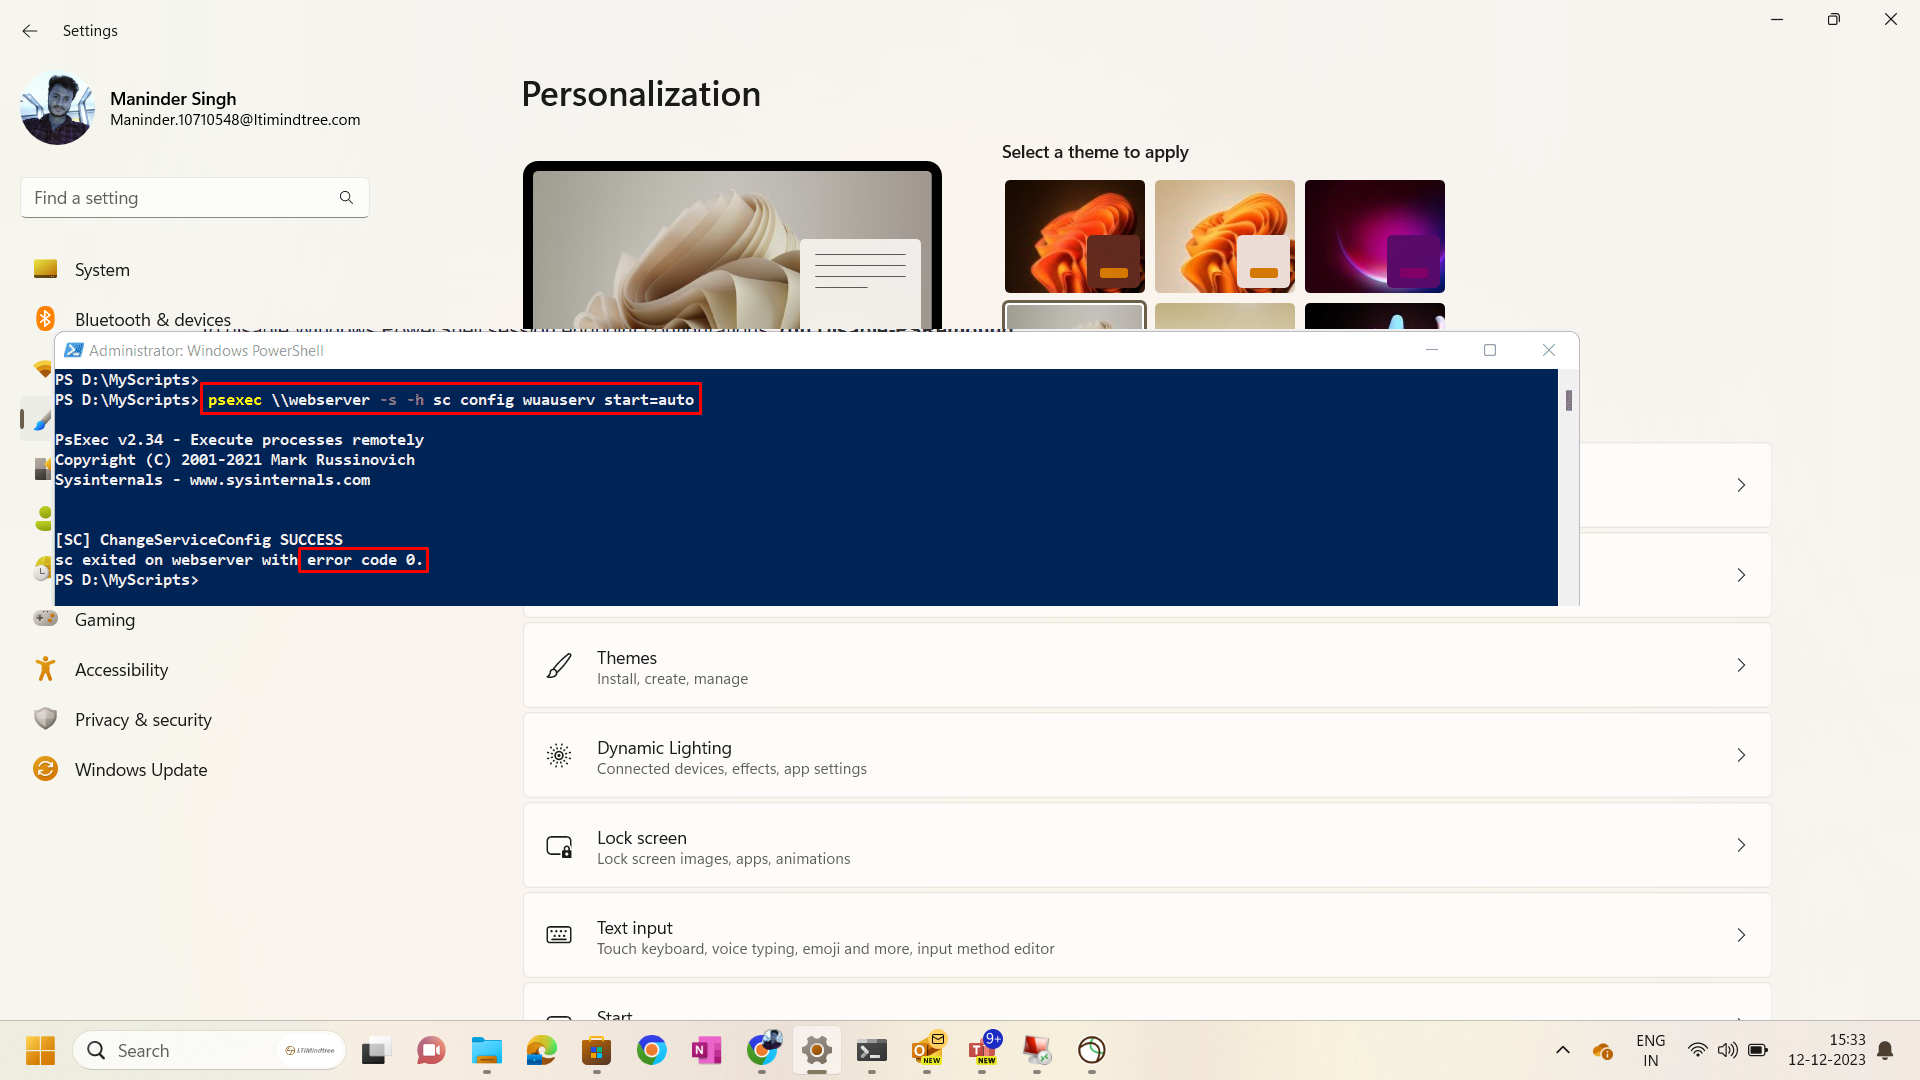 Settings
Maninder Singh
Maninder.10710548@ltimindtree.com
Find a setting
System
Bluetooth & devices
Gaming
Accessibility
Privacy & security
Windows Update
Personalization
Select a theme to apply
Administrator: Windows PowerShell
PS D:\MyScripts>
PS D:\MyScripts> psexec \\webserver -s -h sc config wuauserv start=auto
PsExec v2.34 - Execute processes remotely
Copyright (C) 2001-2021 Mark Russinovich
Sysinternals - www.sysinternals.com
[SC] ChangeServiceConfig SUCCESS
sc exited on webserver with error code 0.
PS D:\MyScripts>
Themes
Install, create, manage
Dynamic Lighting
Connected devices, effects, app settings
Lock screen
Lock screen images, apps, animations
Text input
Touch keyboard, voice typing, emoji and more, input method editor
Start
Search
LTIMindtree
NEW
9+
NEW
ENG
IN
15:33
12-12-2023